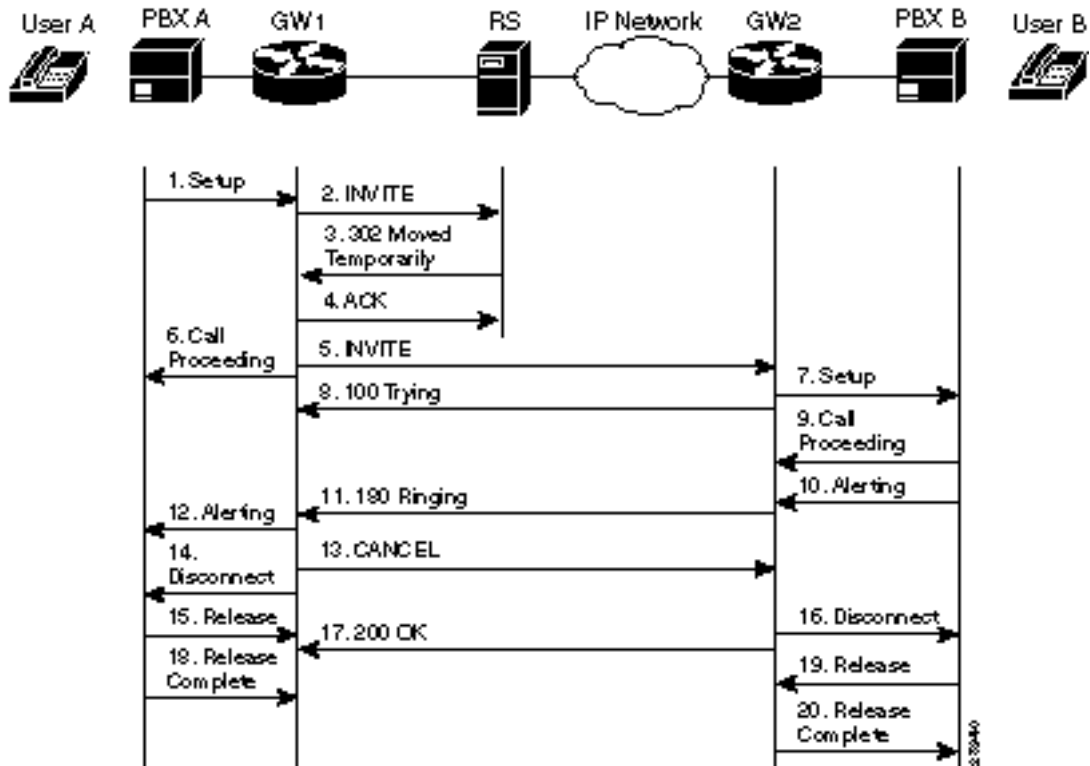 User A
PBX A
GW1
RS
IP Network
GW2
PBX B
User B
1. Setup
2. INVITE
3. 302 Moved
Temporarily
4. ACK
5. INVITE
6. Call
Proceeding
7. Setup
8. 100 Trying
9. Call
Proceeding
10. Alerting
11. 180 Ringing
12. Alerting
13. CANCEL
14.
Disconnect
15. Release
16. Disconnect
17. 200 OK
18. Release
Complete
19. Release
20. Release
Complete